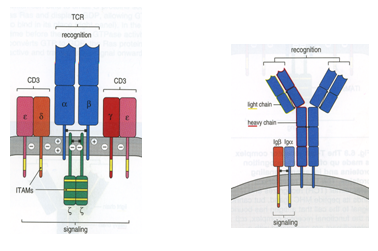 TCR
recognition
CD3
CD3
ε
δ
α
β
γ
ε
ITAMs
ζ
ζ
signaling
recognition
light chain
heavy chain
Igβ
Igα
signaling